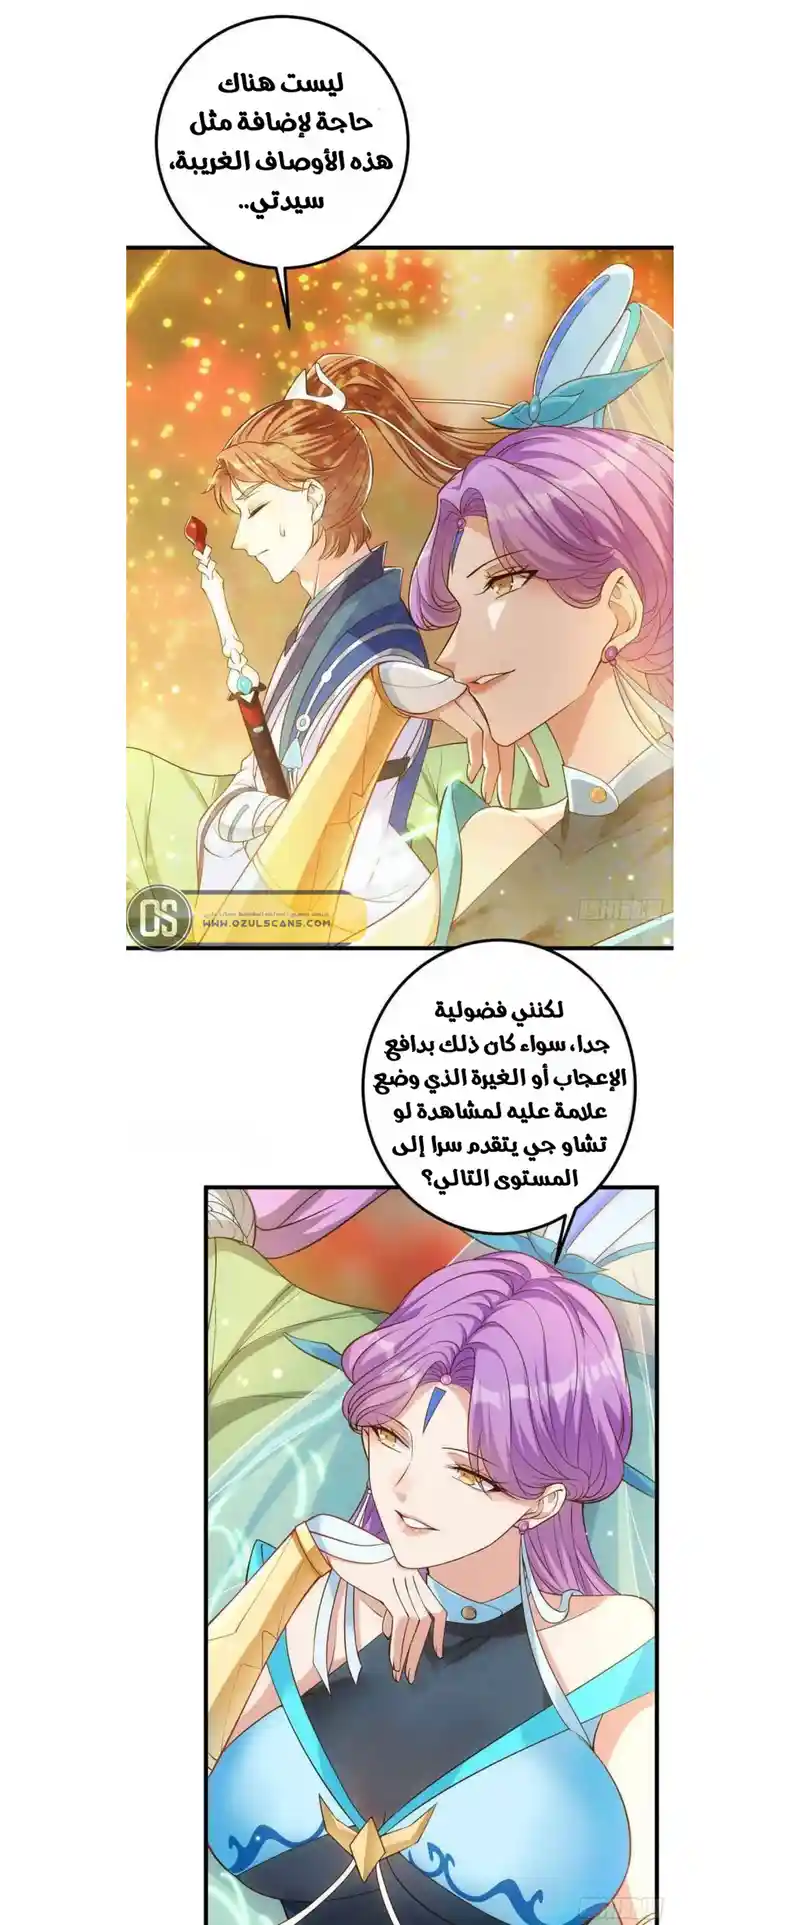 ليست هناك
حاجة لإضافة مثل
هذه الأوصاف الغريبة،
سيدتي..
OS
WWW.OZULSCANS.COM
لكنني فضولية
جدا، سواء كان ذلك بدافع
الإعجاب أو الغيرة الذي وضع
علامة عليه لمشاهدة لو
تشاو جي يتقدم سرا إلى
المستوى التالي؟